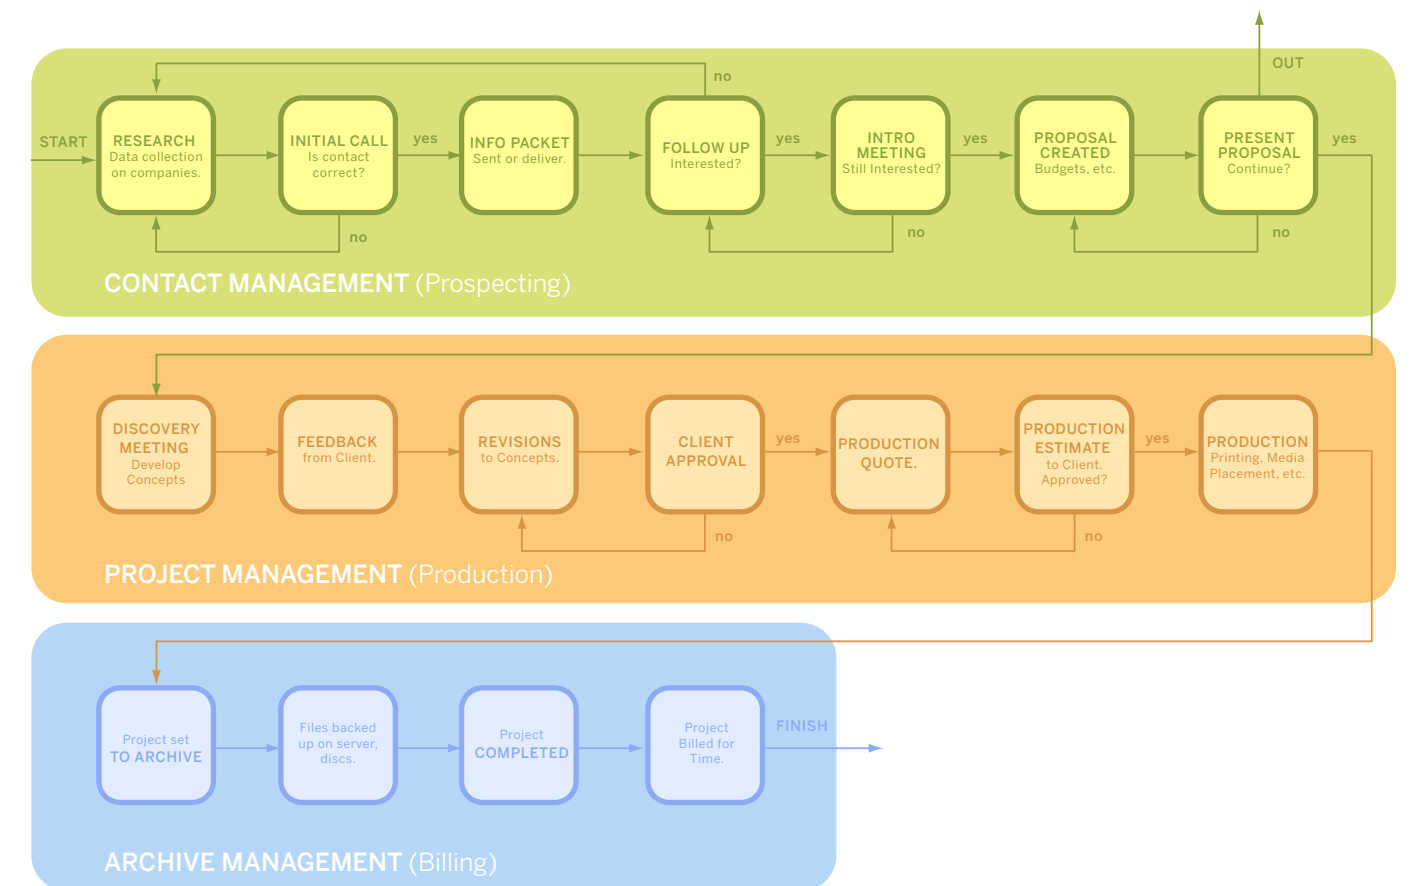 OUT
no
START
RESEARCH
Data collection
on companies.
INITIAL CALL
Is contact
correct?
yes
INFO PACKET
Sent or deliver.
FOLLOW UP
Interested?
yes
INTRO
MEETING
Still Interested?
yes
PROPOSAL
CREATED
Budgets, etc.
PRESENT
PROPOSAL
Continue?
yes
no
no
no
CONTACT MANAGEMENT (Prospecting)
DISCOVERY
MEETING
Develop
Concepts
FEEDBACK
from Client.
REVISIONS
to Concepts.
CLIENT
APPROVAL
yes
PRODUCTION
QUOTE.
PRODUCTION
ESTIMATE
to Client.
Approved?
yes
PRODUCTION
Printing, Media
Placement, etc.
no
no
PROJECT MANAGEMENT (Production)
Project set
TO ARCHIVE
Files backed
up on server,
discs.
Project
COMPLETED
Project
Billed for
Time.
FINISH
ARCHIVE MANAGEMENT (Billing)